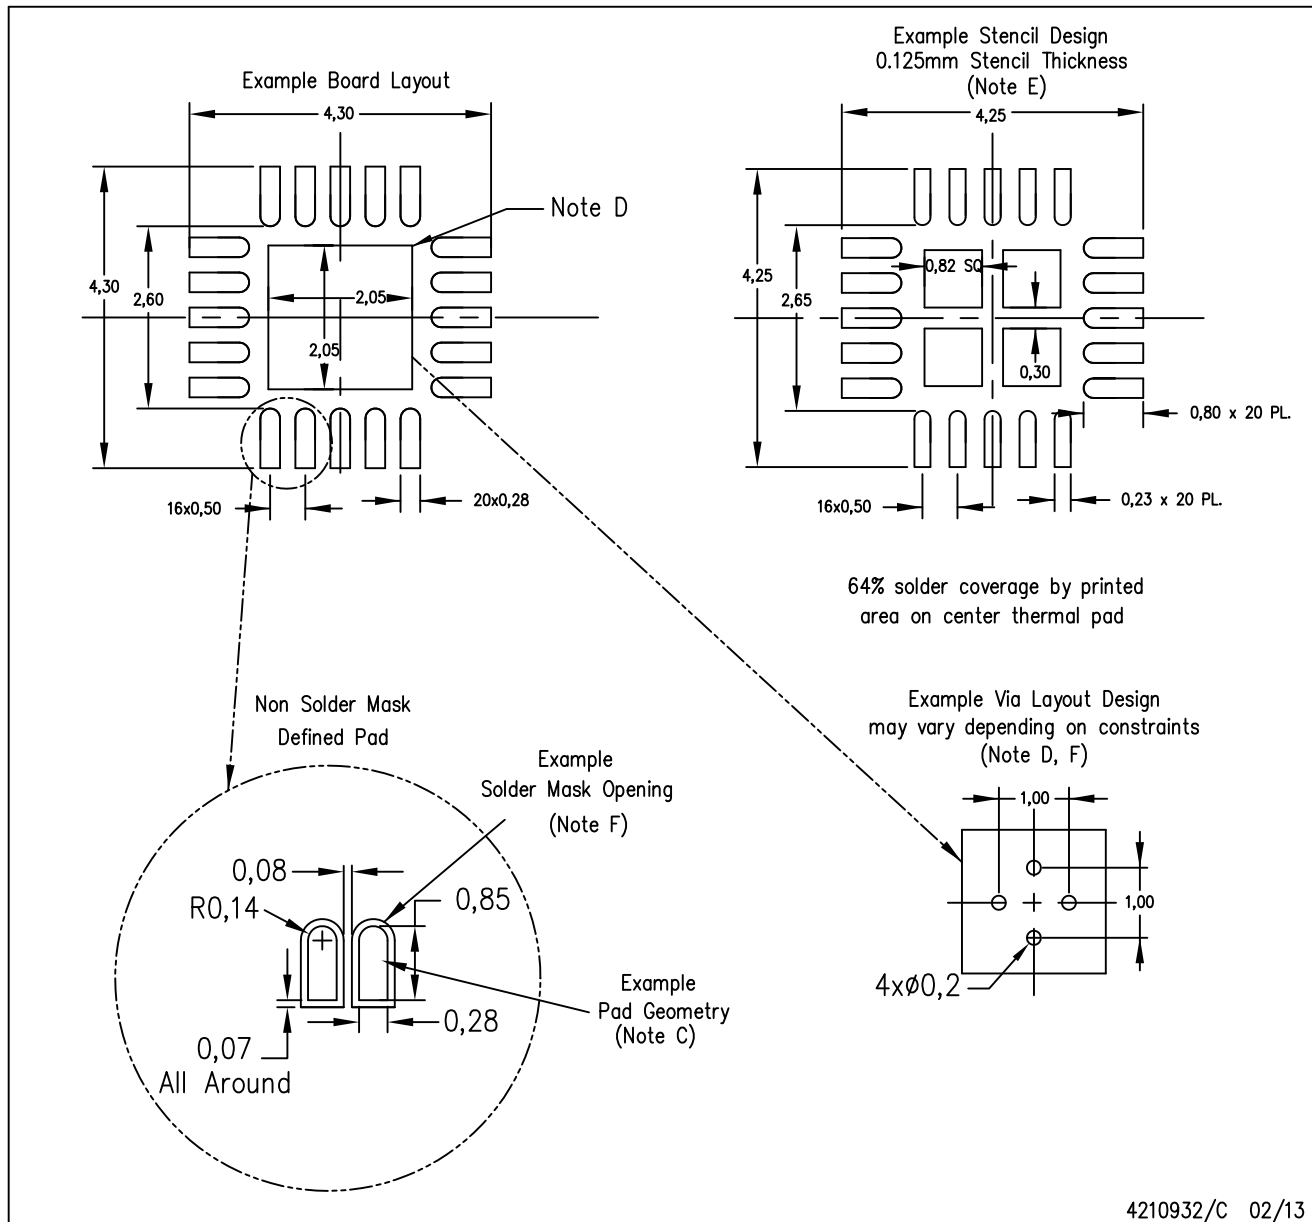 Example Board Layout
4,30
4,30
2,60
2,05
2,05
Note D
16x0,50
20x0,28
Example Stencil Design
0.125mm Stencil Thickness
(Note E)
4,25
4,25
2,65
0,82 SQ
0,30
0,80 x 20 PL.
16x0,50
0,23 x 20 PL.
64% solder coverage by printed
area on center thermal pad
Non Solder Mask
Defined Pad
Example
Solder Mask Opening
(Note F)
0,08
R0,14
0,85
0,28
0,07
All Around
Example
Pad Geometry
(Note C)
Example Via Layout Design
may vary depending on constraints
(Note D, F)
1,00
1,00
4xø0,2
4210932/C 02/13